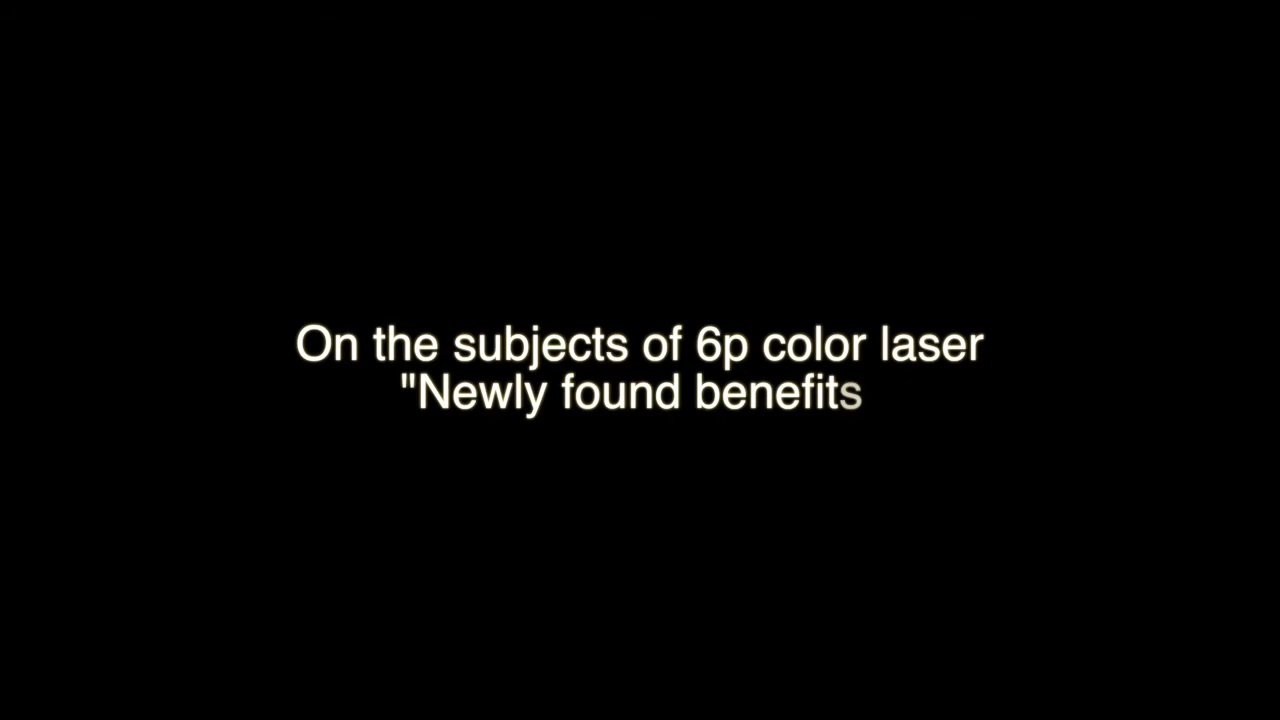 On the subjects of 6p color laser
"Newly found benefits